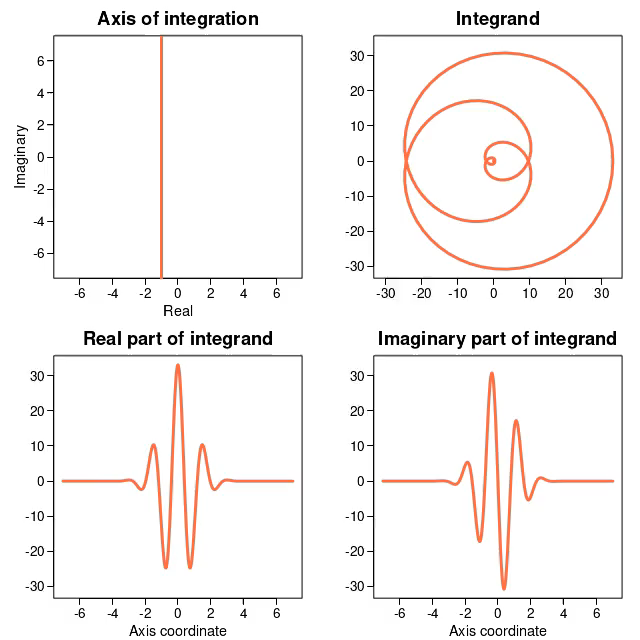 Axis of integration
6
4
2
0
-2
-4
-6
Imaginary
-6 -4 -2 0 2 4 6
Real
Integrand
30
20
10
0
-10
-20
-30
-30 -20 -10 0 10 20 30
Real part of integrand
30
20
10
0
-10
-20
-30
-6 -4 -2 0 2 4 6
Axis coordinate
Imaginary part of integrand
30
20
10
0
-10
-20
-30
-6 -4 -2 0 2 4 6
Axis coordinate